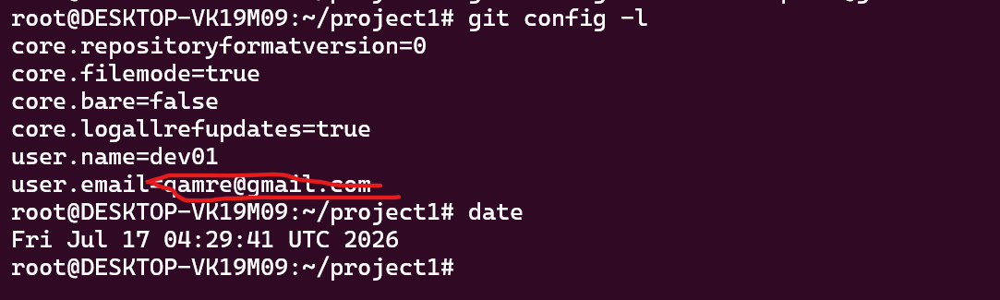 root@DESKTOP-VK19M09:~/project1# git config -l
core.repositoryformatversion=0
core.filemode=true
core.bare=false
core.logallrefupdates=true
user.name=dev01
user.email=qamre@gmail.com
root@DESKTOP-VK19M09:~/project1# date
Fri Jul 17 04:29:41 UTC 2026
root@DESKTOP-VK19M09:~/project1#